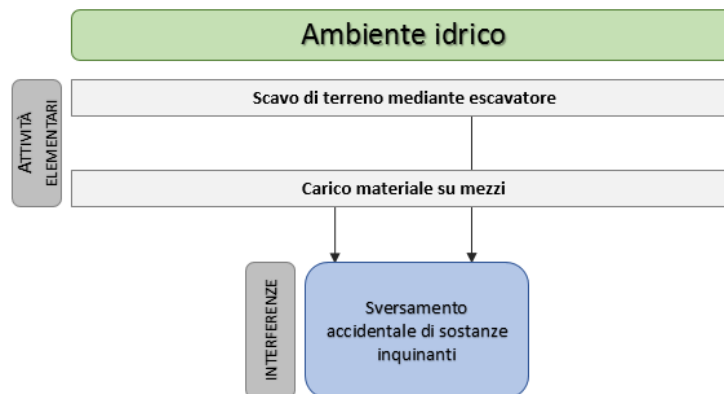 Ambiente idrico
ATTIVITÀ
ELEMENTARI
Scavo di terreno mediante escavatore
Carico materiale su mezzi
INTERFERENZE
Sversamento
accidentale di sostanze
inquinanti